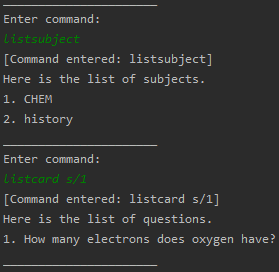 Enter command:
listsubject
[Command entered: listsubject]
Here is the list of subjects.
1. CHEM
2. history
Enter command:
listcard s/1
[Command entered: listcard s/1]
Here is the list of questions.
1. How many electrons does oxygen have?